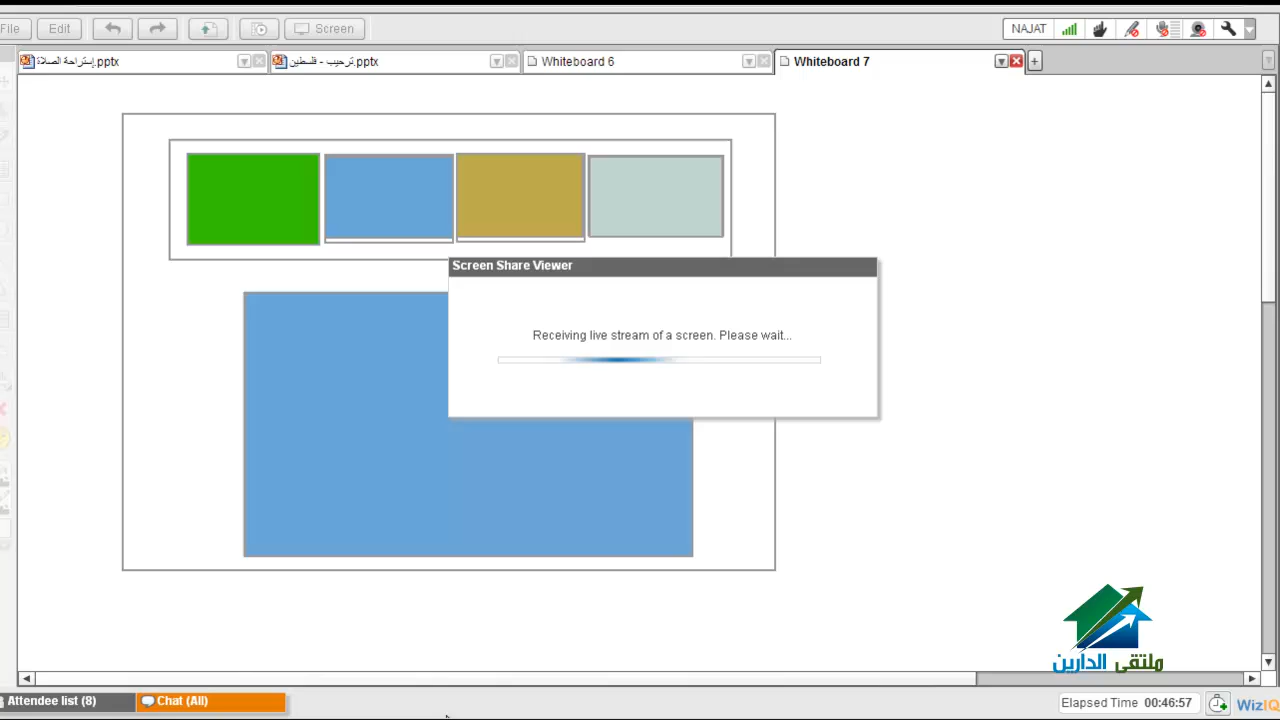 File
Edit
Screen
NAJAT
إستراحة الصلاة.pptx
ترحيب - فلسطين.pptx
Whiteboard 6
Whiteboard 7
Screen Share Viewer
Receiving live stream of a screen. Please wait...
ملتقى الدارين
Attendee list (8)
Chat (All)
Elapsed Time 00:46:57
WizIQ